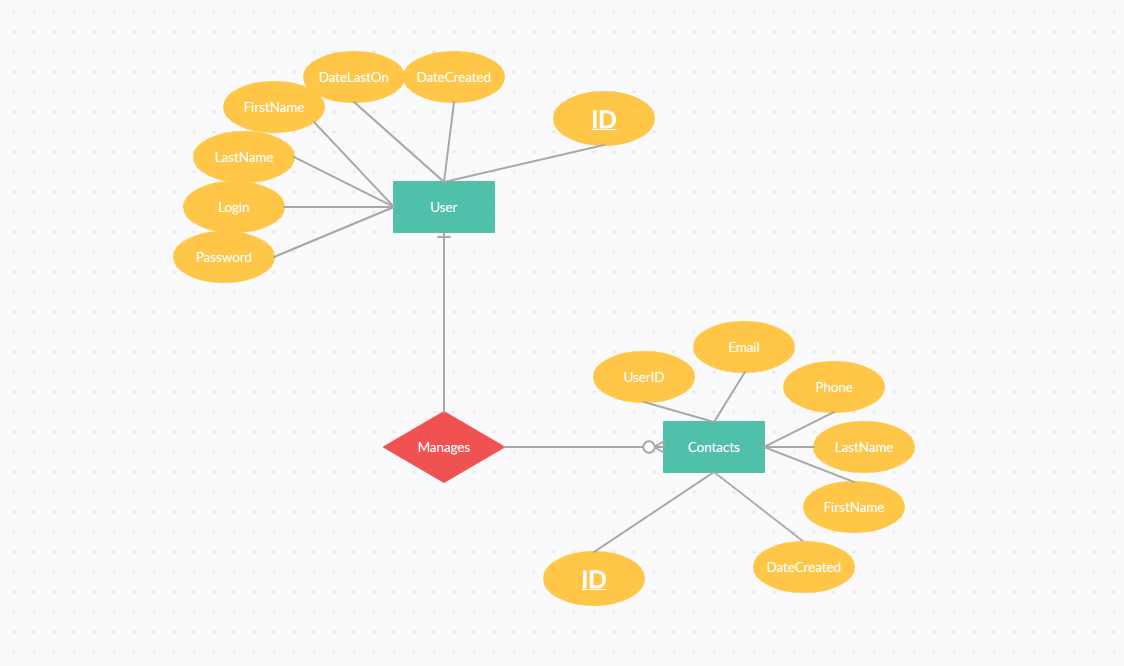 DateLastOn
DateCreated
FirstName
ID
LastName
Login
User
Password
Email
UserID
Phone
Manages
Contacts
LastName
FirstName
DateCreated
ID